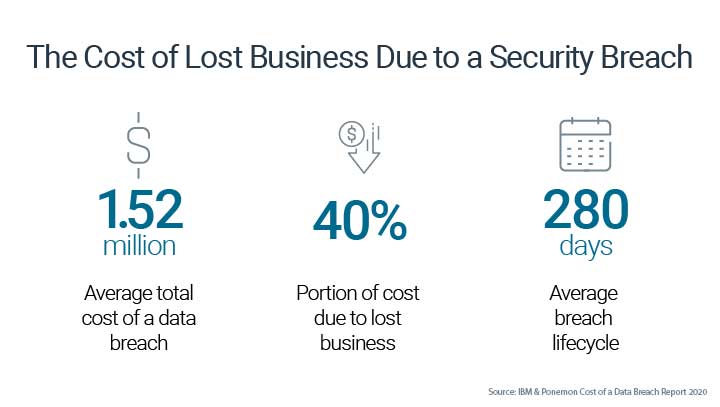 The Cost of Lost Business Due to a Security Breach
$
1.52
million
Average total
cost of a data
breach
$
40%
Portion of cost
due to lost
business
280
days
Average
breach
lifecycle
Source: IBM & Ponemon Cost of a Data Breach Report 2020